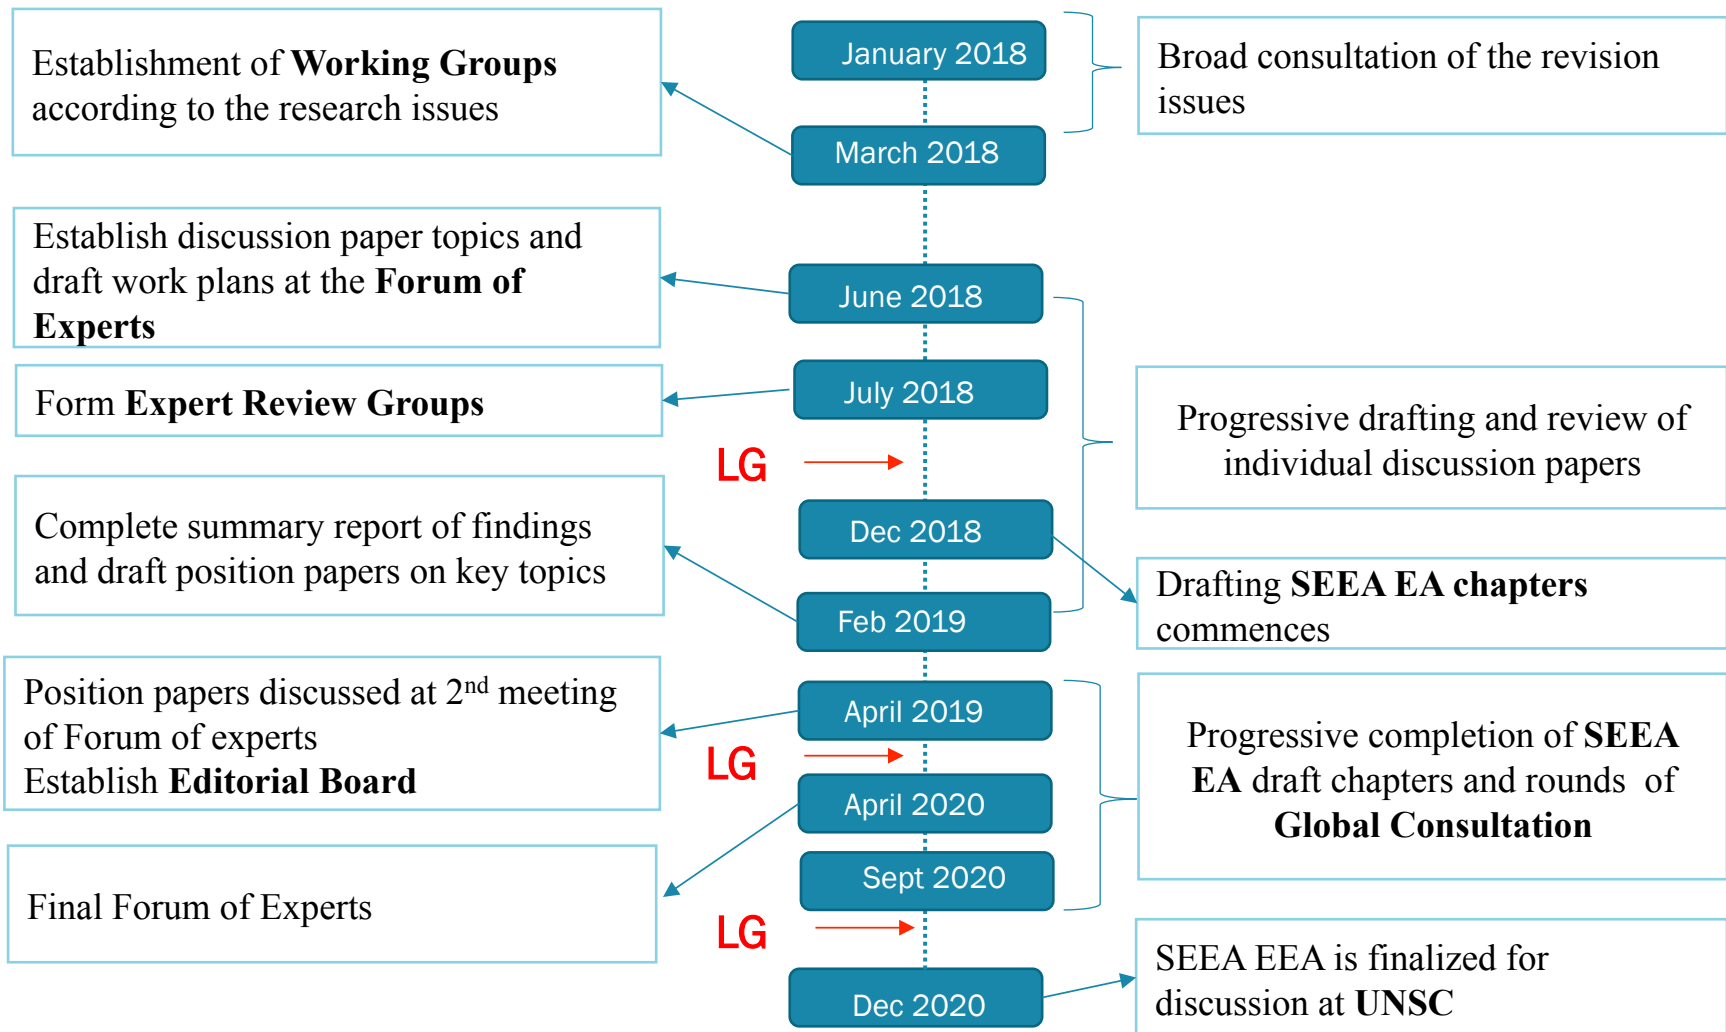 January 2018
Broad consultation of the revision
issues
Establishment of Working Groups
according to the research issues
March 2018
Establish discussion paper topics and
draft work plans at the Forum of
Experts
June 2018
Form Expert Review Groups
July 2018
Progressive drafting and review of
individual discussion papers
LG
Dec 2018
Complete summary report of findings
and draft position papers on key topics
Drafting SEEA EA chapters
commences
Feb 2019
Position papers discussed at 2nd meeting
of Forum of experts
Establish Editorial Board
April 2019
LG
Progressive completion of SEEA
EA draft chapters and rounds of
Global Consultation
April 2020
Final Forum of Experts
Sept 2020
LG
SEEA EEA is finalized for
discussion at UNSC
Dec 2020